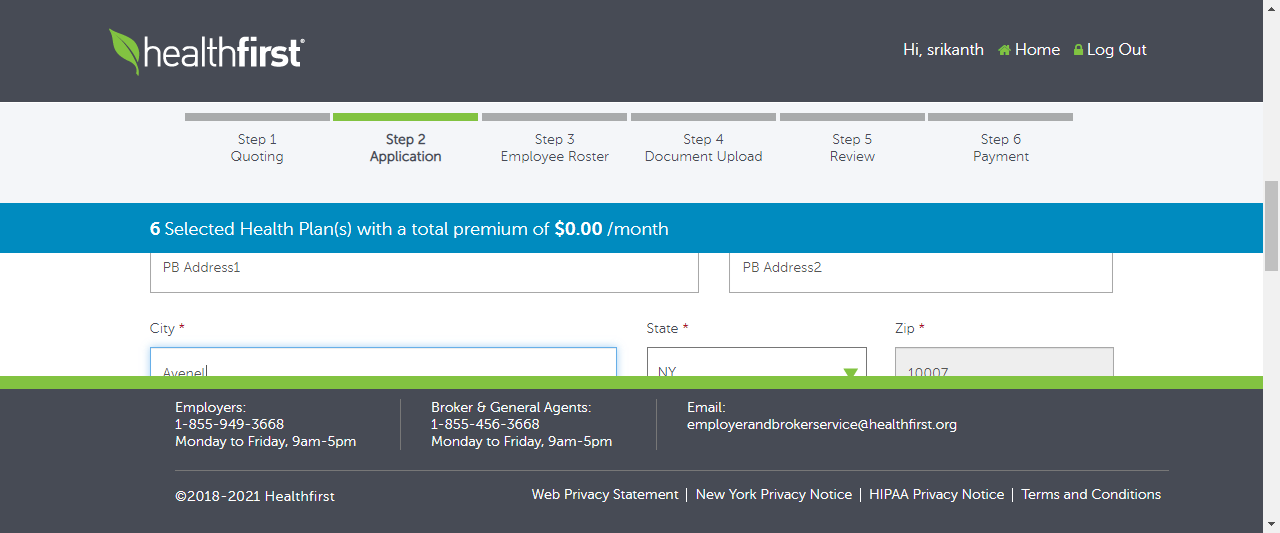 healthfirst®
Hi, srikanth Home Log Out
Step 1
Quoting
Step 2
Application
Step 3
Employee Roster
Step 4
Document Upload
Step 5
Review
Step 6
Payment
6 Selected Health Plan(s) with a total premium of $0.00 /month
PB Address1
PB Address2
City *
State *
Zip *
Avenel
NY
10007
Employers:
1-855-949-3668
Monday to Friday, 9am-5pm
Broker & General Agents:
1-855-456-3668
Monday to Friday, 9am-5pm
Email:
employerandbrokerservice@healthfirst.org
©2018-2021 Healthfirst
Web Privacy Statement | New York Privacy Notice | HIPAA Privacy Notice | Terms and Conditions